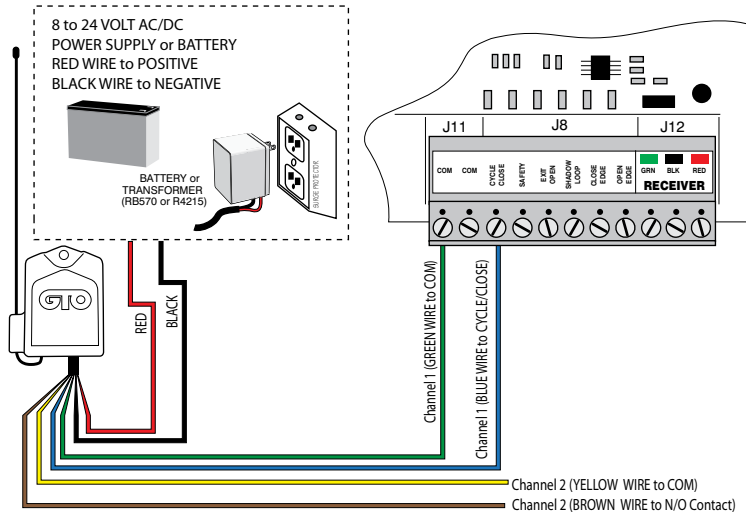 8 to 24 VOLT AC/DC
POWER SUPPLY or BATTERY
RED WIRE to POSITIVE
BLACK WIRE to NEGATIVE
BATTERY or
TRANSFORMER
(RB570 or R4215)
SURGE PROTECTOR
J11
J8
J12
COM
COM
CYCLE
CLOSE
SAFETY
EXIT
OPEN
SHADOW
LOOP
CLOSE
EDGE
OPEN
EDGE
GRN
BLK
RED
RECEIVER
GTO
RED
BLACK
Channel 1 (GREEN WIRE to COM)
Channel 1 (BLUE WIRE to CYCLE/CLOSE)
Channel 2 (YELLOW WIRE to COM)
Channel 2 (BROWN WIRE to N/O Contact)